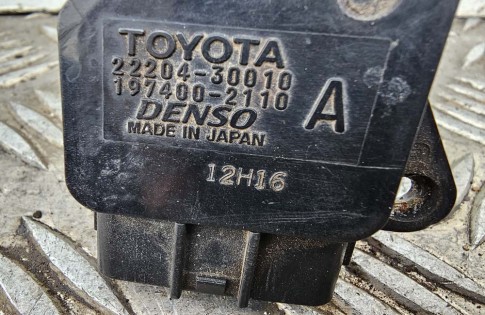 TOYOTA
22204-30010
197400-2110
DENSO
MADE IN JAPAN
A
12H16